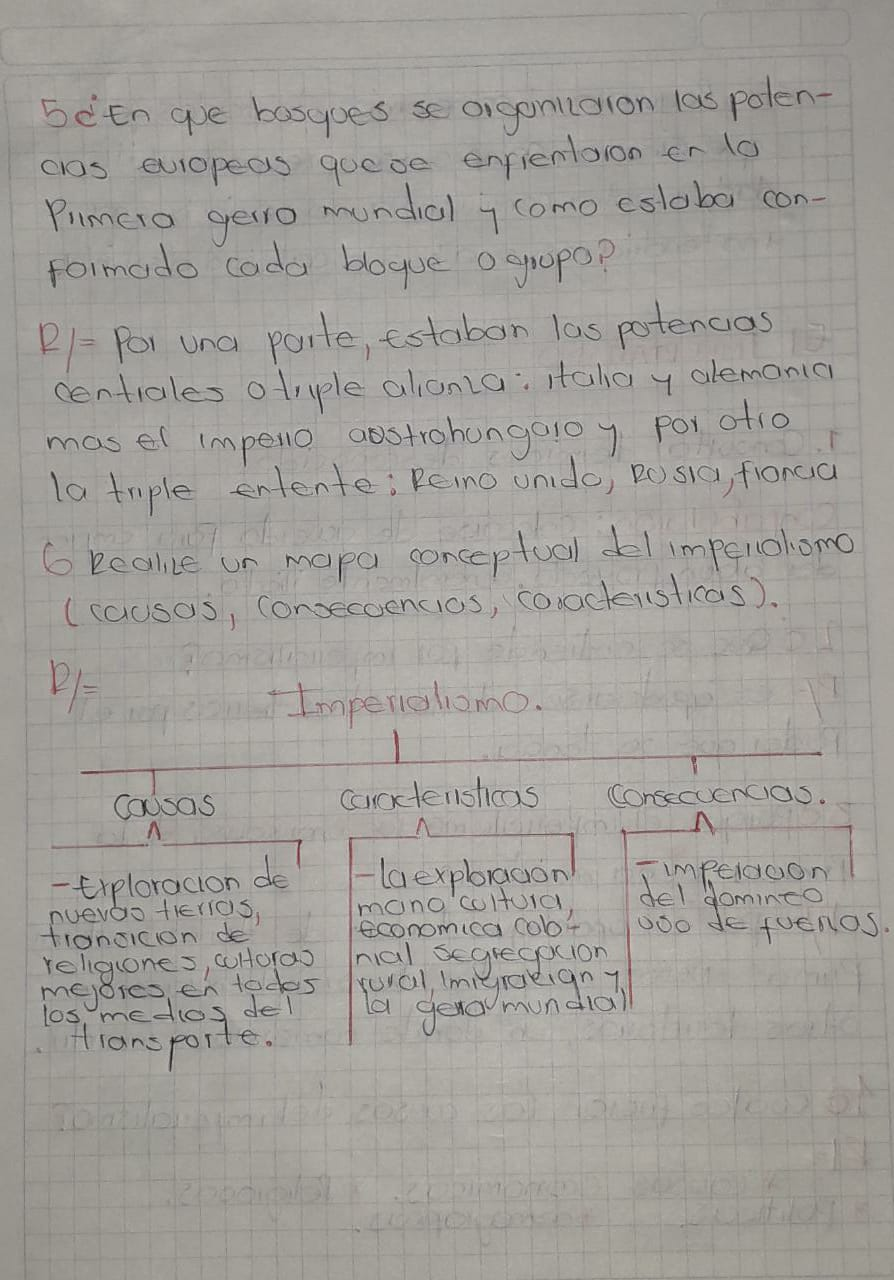 5 ¿En que bosques se organizaron las poten-
cias europeas que se enfrentaron en la
Primera gerra mundial y como estaba con-
formado cada bloque o grupo?
R/= Por una parte, Estaban las potencias
centrales o triple alianza: italia y alemania
mas el imperio aostrohungaro y por otro
la triple entente: Reino unido, Rusia, francia
6 Realize un mapa conceptual del imperialismo
(causas, consecuencias, caracteristicas).
R/=
Imperialismo.
causas
caracteristicas
Consecuencias.
-Exploracion de
nuevas tierras,
transicion de
religiones, culturas
mejores en todos
los medios del
transporte.
-la exploracion
mono cultura,
economica colo-
nial segregacion
rural, imigration y
la gerra mundial
-imperacion
del domineo
uso de fuerzas.